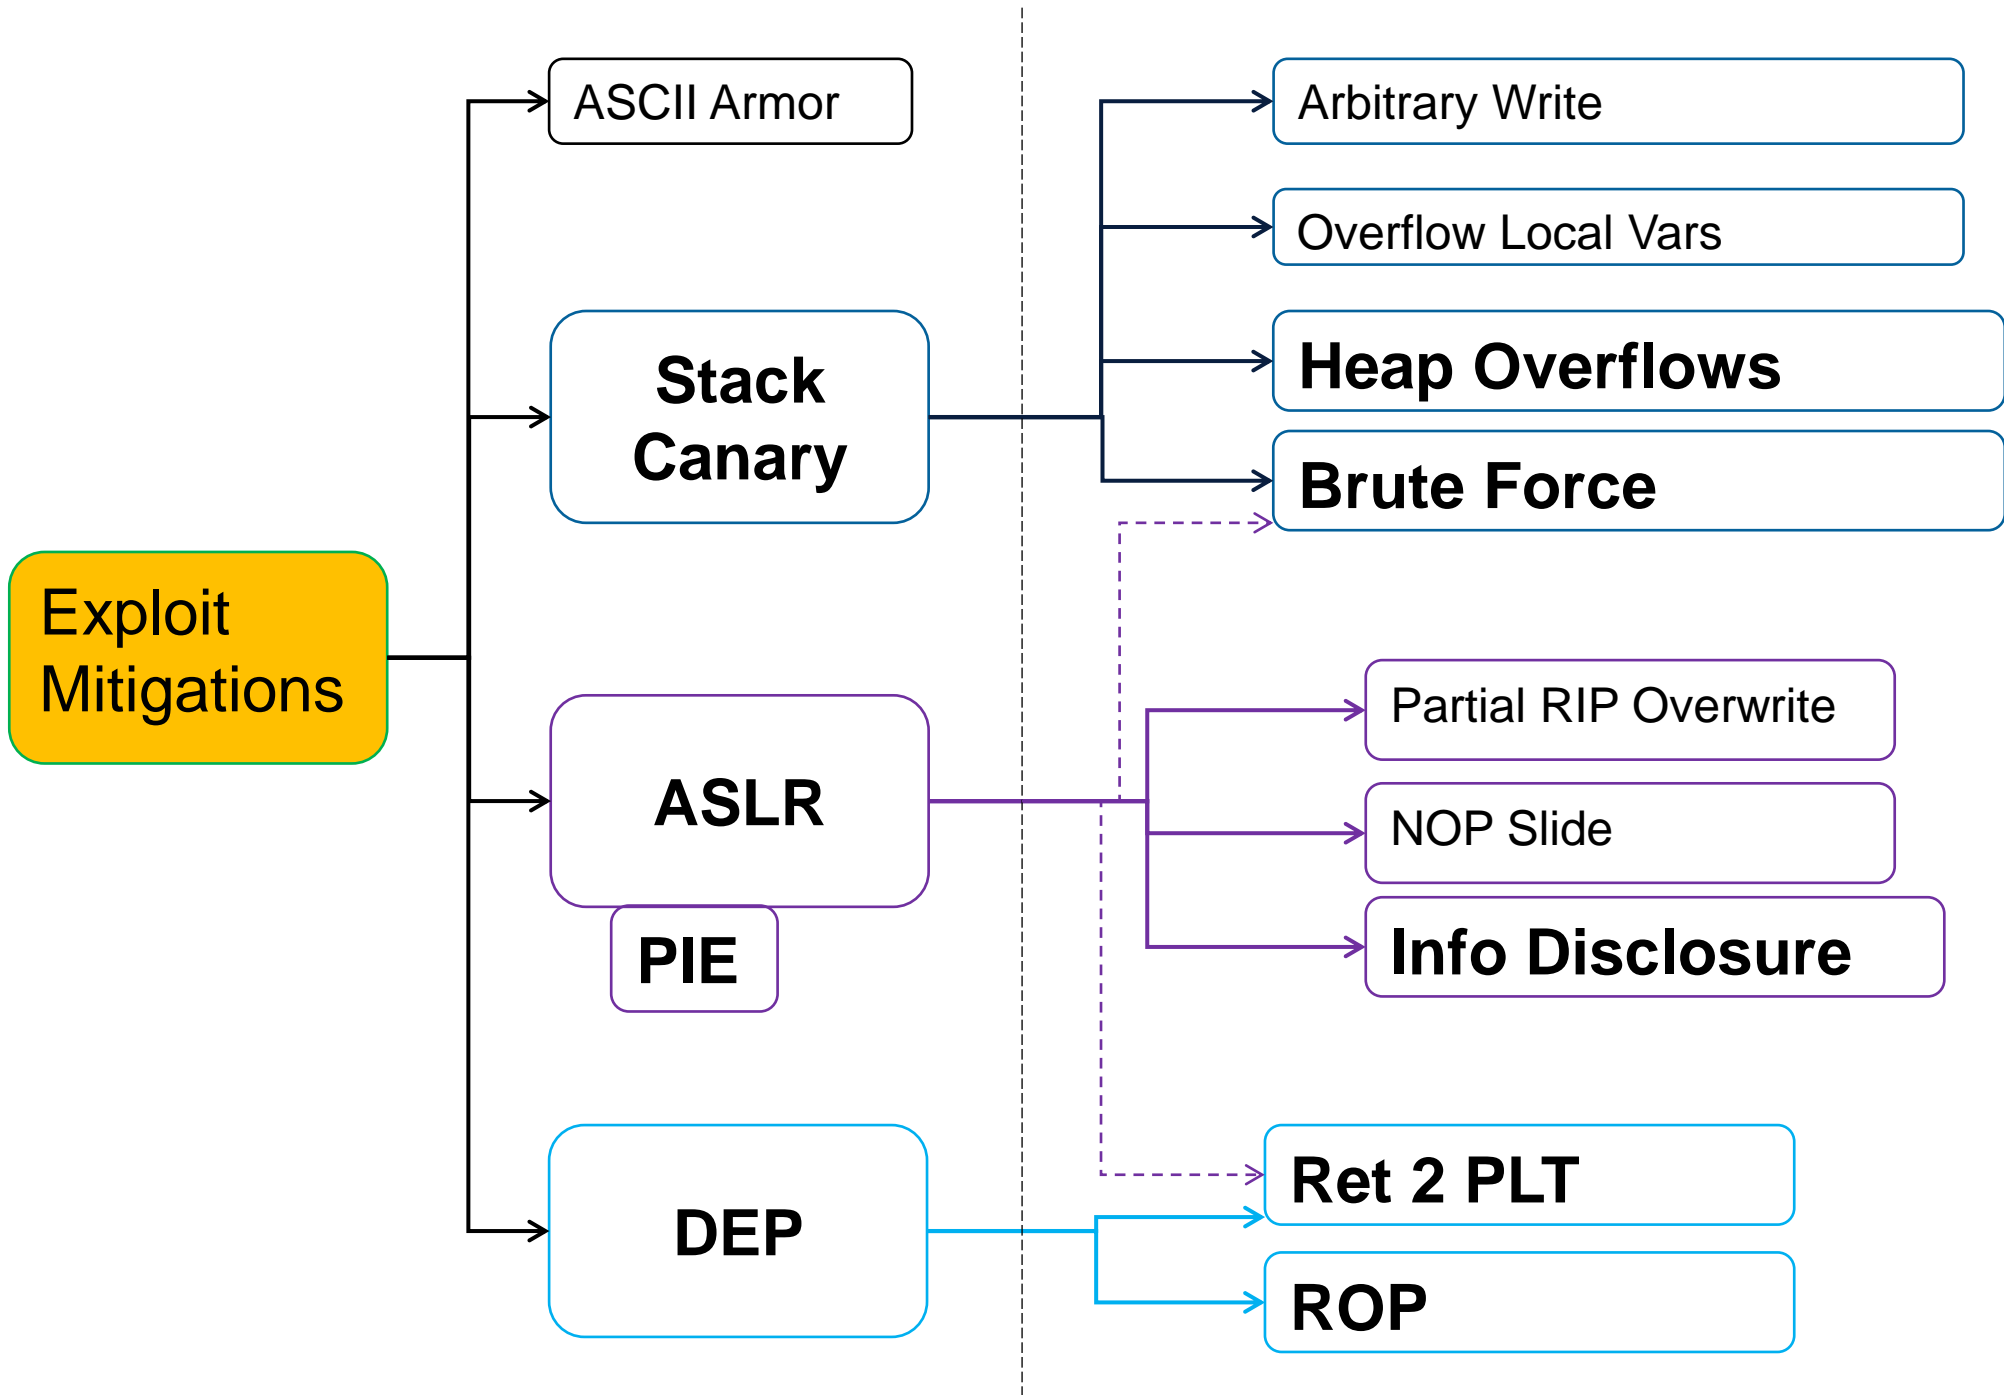 Exploit
Mitigations
ASCII Armor
Stack
Canary
ASLR
PIE
DEP
Arbitrary Write
Overflow Local Vars
Heap Overflows
Brute Force
Partial RIP Overwrite
NOP Slide
Info Disclosure
Ret 2 PLT
ROP